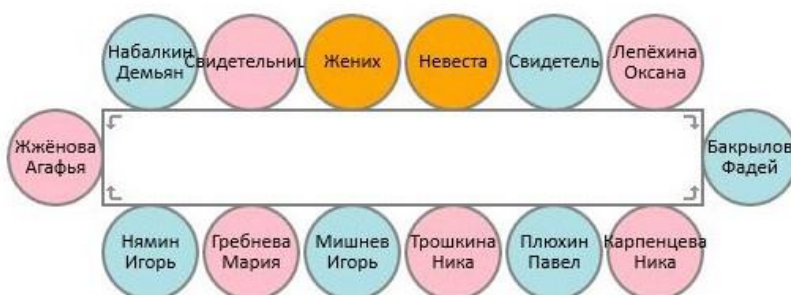 Набалкин
Демьян
Свидетельниц
Жених
Невеста
Свидетель
Лепёхина
Оксана
Жжёнова
Агафья
Бакрылов
Фадей
Нямин
Игорь
Гребнева
Мария
Мишнев
Игорь
Трошкина
Ника
Плюхин
Павел
Карпенцева
Ника